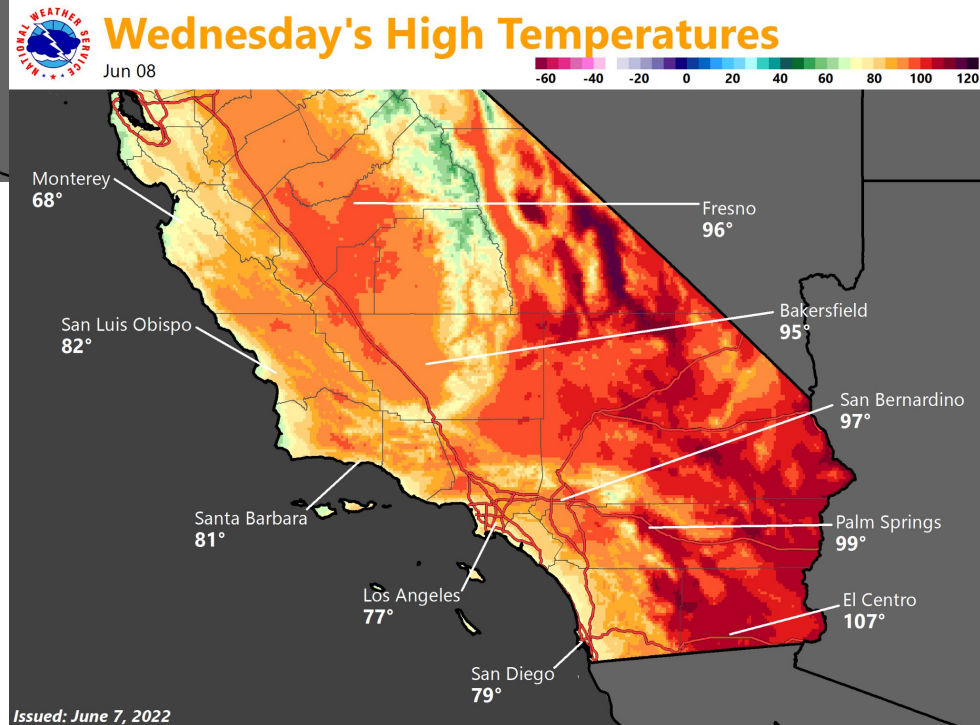 NATIONAL WEATHER SERVICE
Wednesday's High Temperatures
Jun 08
-60 -40 -20 0 20 40 60 80 100 120
Monterey
68°
Fresno
96°
San Luis Obispo
82°
Bakersfield
95°
San Bernardino
97°
Santa Barbara
81°
Palm Springs
99°
Los Angeles
77°
El Centro
107°
San Diego
79°
Issued: June 7, 2022